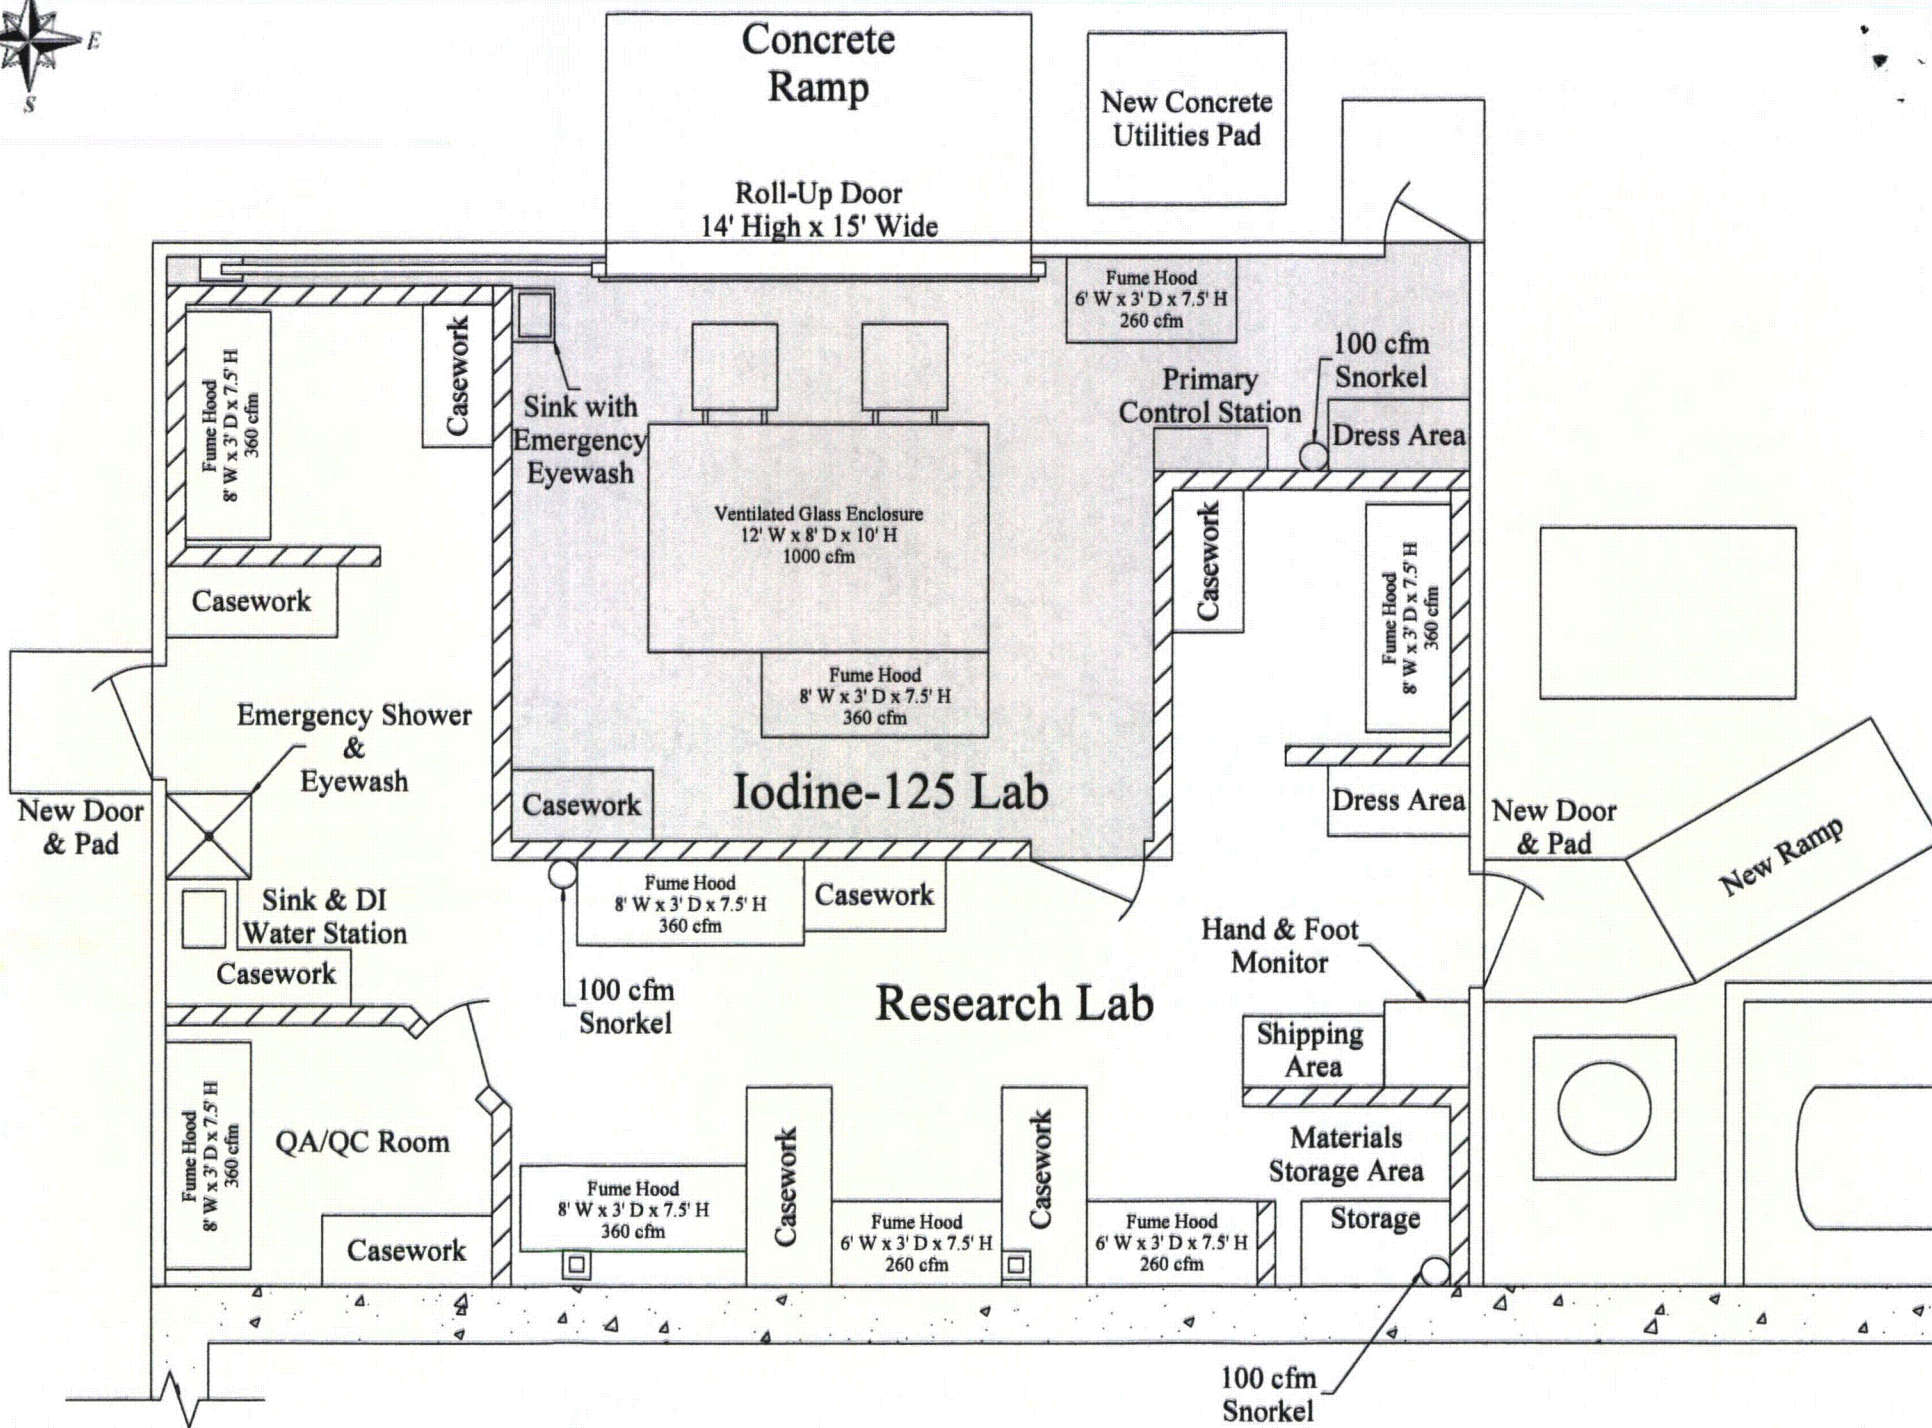 E
S
Concrete
Ramp
Roll-Up Door
14' High x 15' Wide
New Concrete
Utilities Pad
Fume Hood
6' W x 3' D x 7.5' H
260 cfm
100 cfm
Snorkel
Primary
Control Station
Dress Area
Fume Hood
8' W x 3' D x 7.5' H
360 cfm
Casework
Sink with
Emergency
Eyewash
Ventilated Glass Enclosure
12' W x 8' D x 10' H
1000 cfm
Casework
Fume Hood
8' W x 3' D x 7.5' H
360 cfm
Casework
Fume Hood
8' W x 3' D x 7.5' H
360 cfm
Emergency Shower
&
Eyewash
Iodine-125 Lab
Casework
Dress Area
New Door
& Pad
New Door
& Pad
New Ramp
Fume Hood
8' W x 3' D x 7.5' H
360 cfm
Casework
Sink & DI
Water Station
Casework
Hand & Foot
Monitor
100 cfm
Snorkel
Research Lab
Shipping
Area
Fume Hood
8' W x 3' D x 7.5' H
360 cfm
QA/QC Room
Casework
Casework
Materials
Storage Area
Fume Hood
8' W x 3' D x 7.5' H
360 cfm
Fume Hood
6' W x 3' D x 7.5' H
260 cfm
Fume Hood
6' W x 3' D x 7.5' H
260 cfm
Storage
Casework
100 cfm
Snorkel